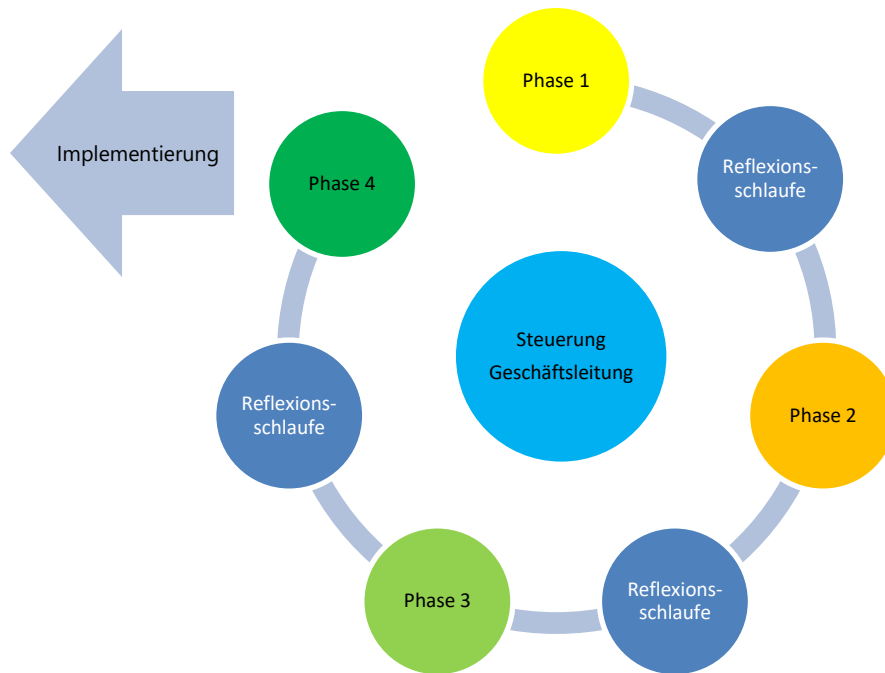 Phase 1
Reflexions-
schlaufe
Phase 2
Reflexions-
schlaufe
Phase 3
Reflexions-
schlaufe
Phase 4
Implementierung
Steuerung
Geschäftsleitung